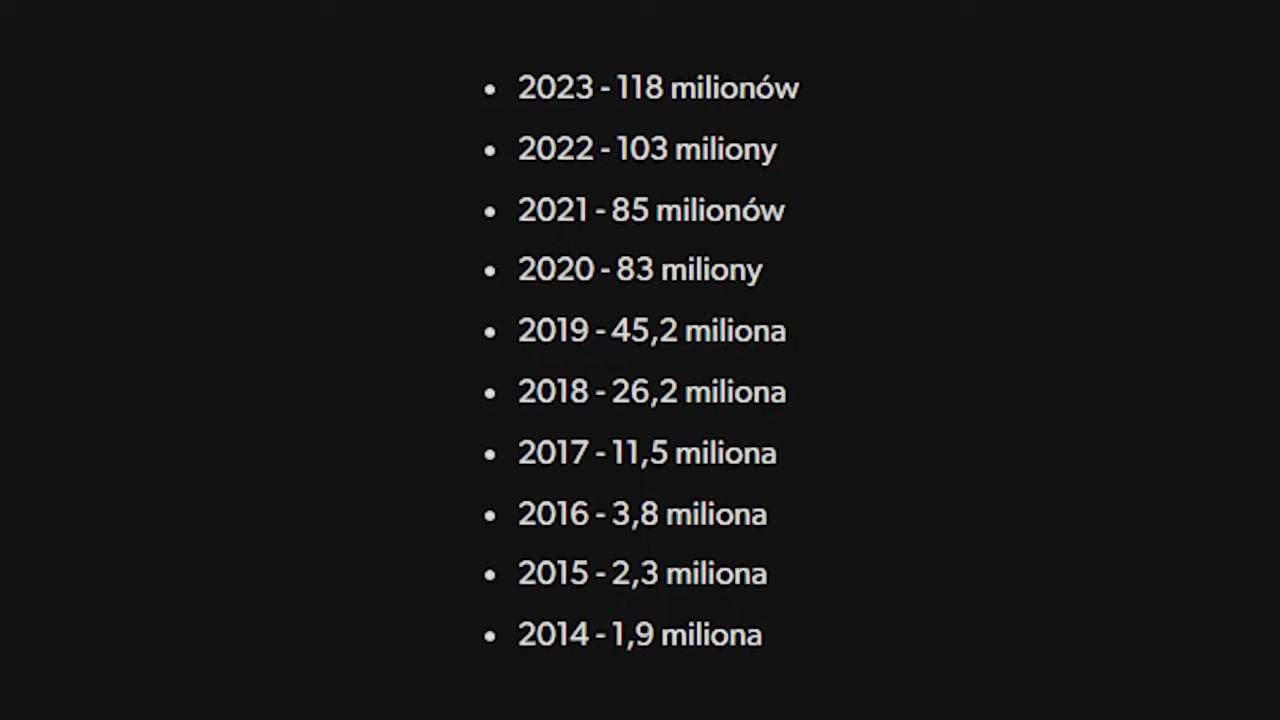 • 2023 - 118 milionów
• 2022 - 103 miliony
• 2021 - 85 milionów
• 2020 - 83 miliony
• 2019 - 45,2 miliona
• 2018 - 26,2 miliona
• 2017 - 11,5 miliona
• 2016 - 3,8 miliona
• 2015 - 2,3 miliona
• 2014 - 1,9 miliona